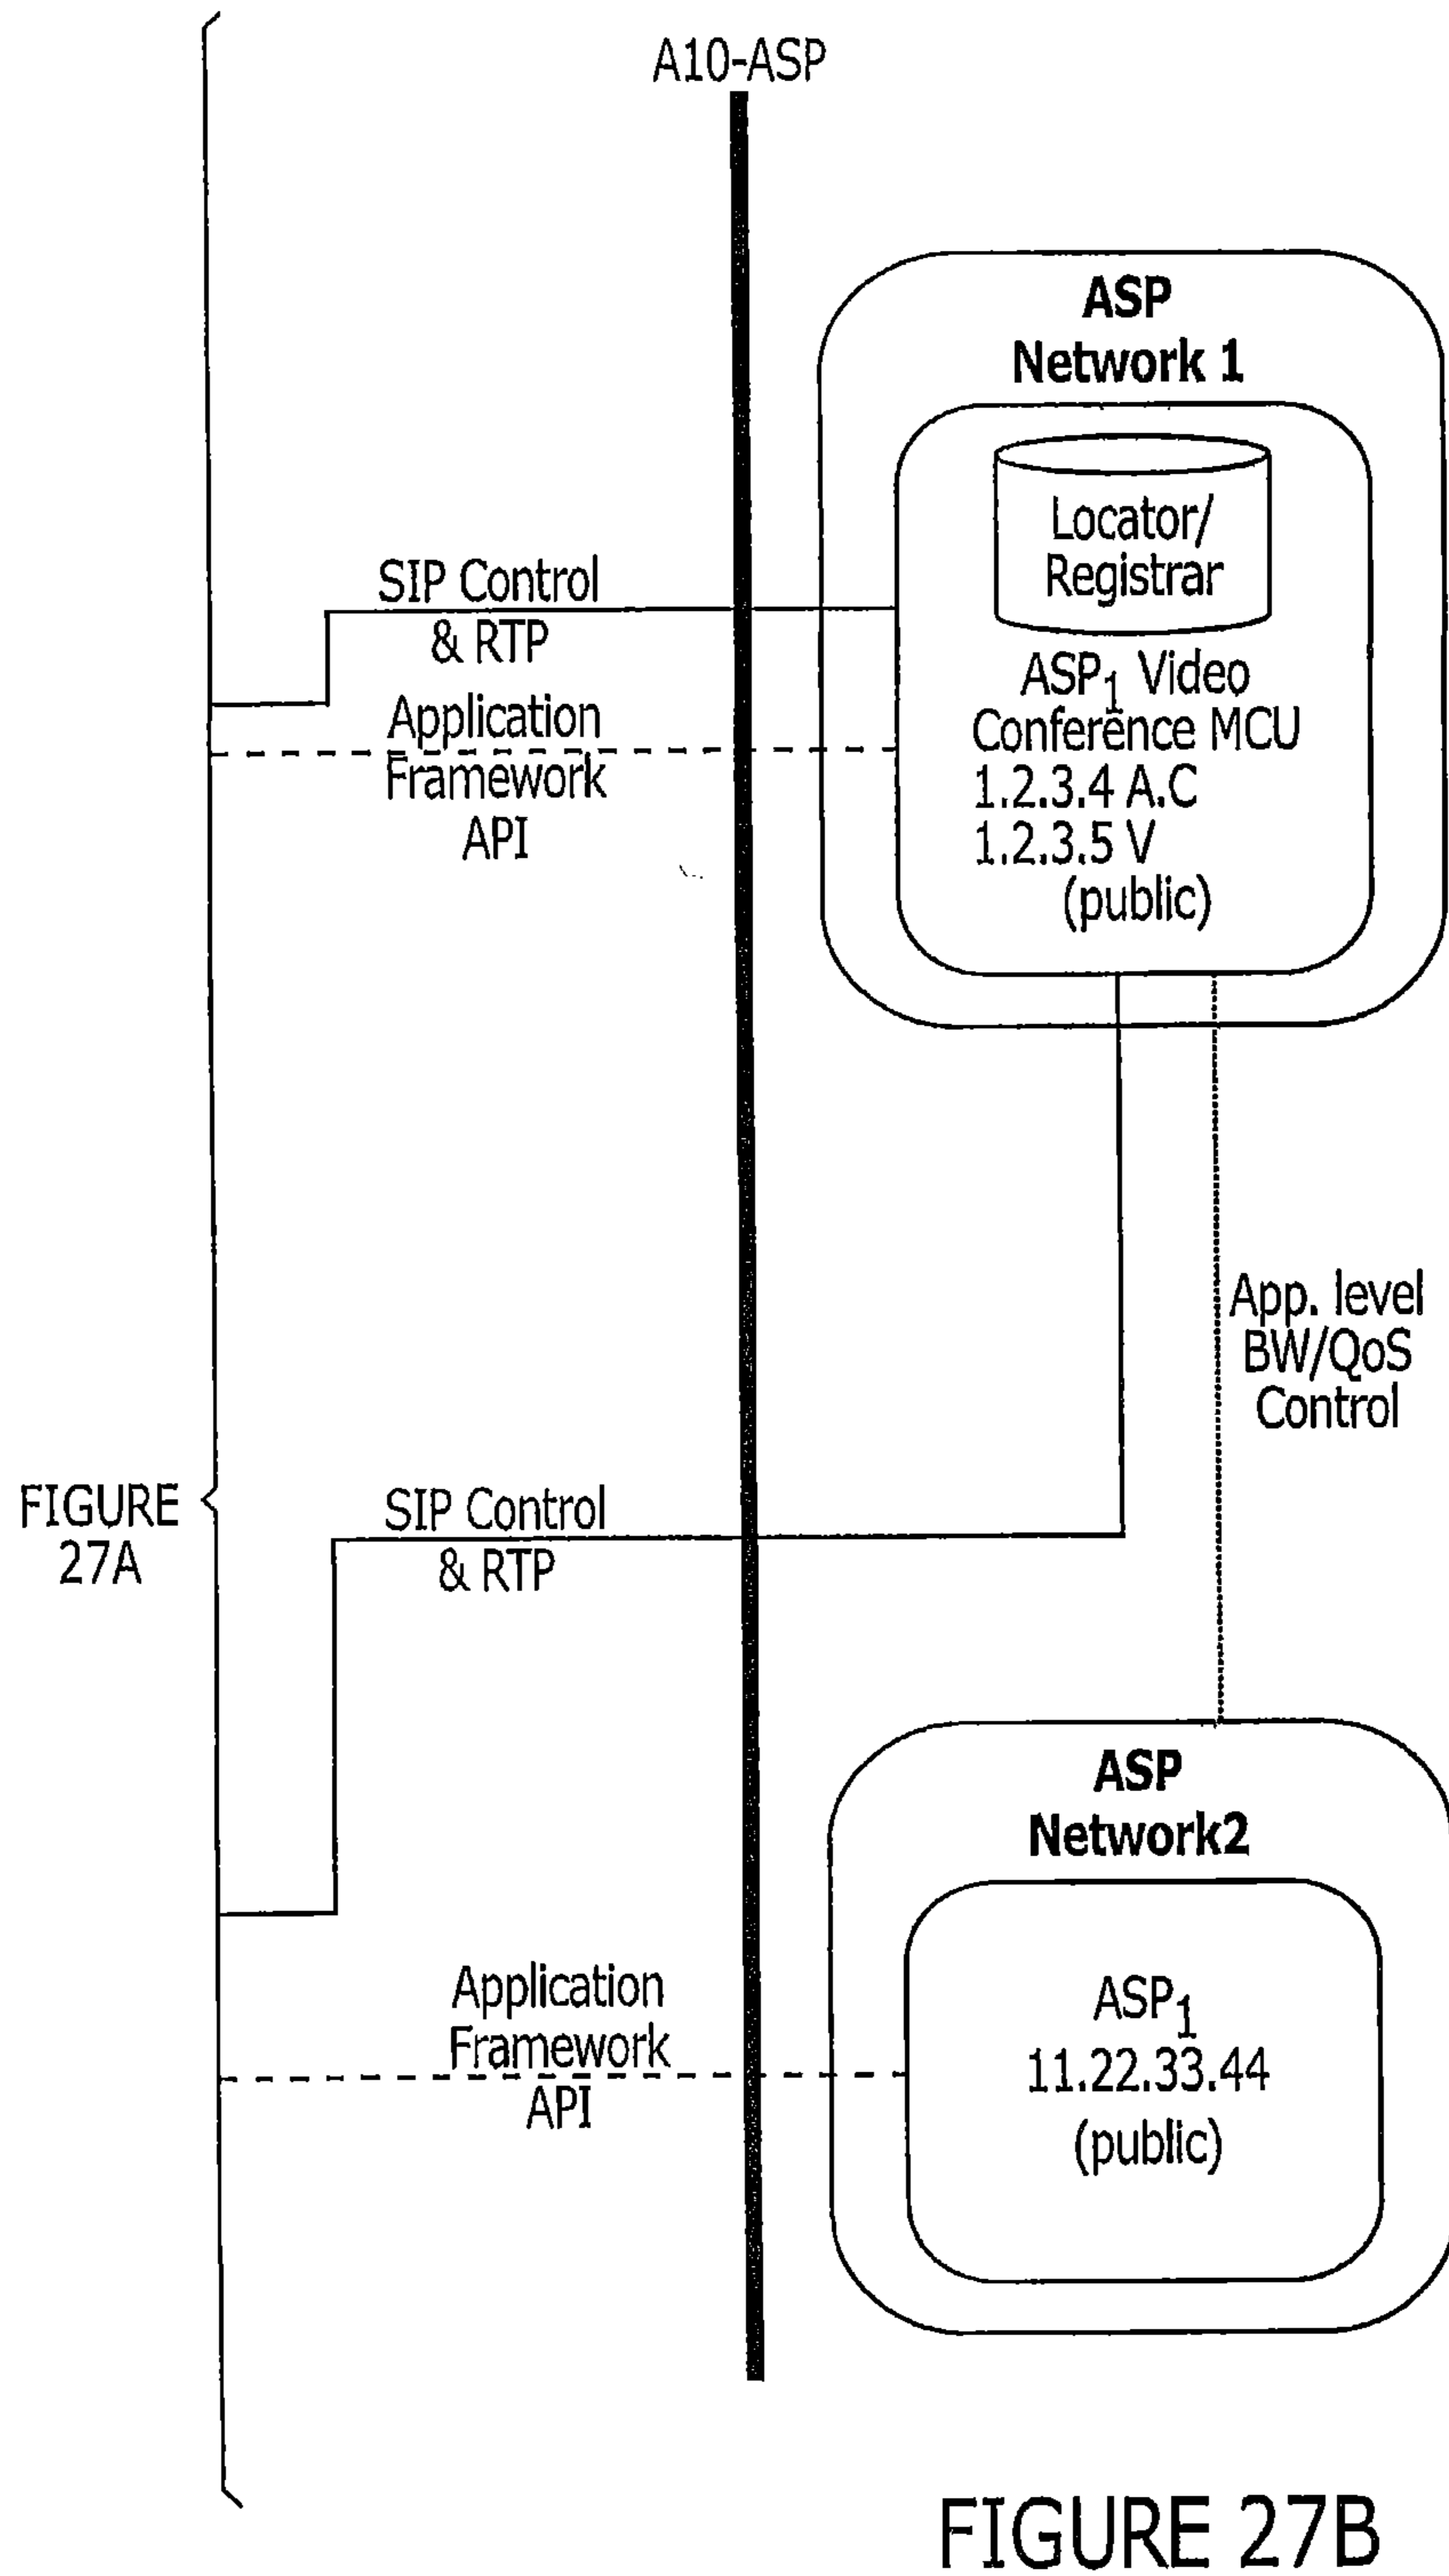 A10-ASP
ASP
Network 1
Locator/
Registrar
SIP Control
& RTP
ASP1 Video
Conference MCU
1.2.3.4 A.C
1.2.3.5 V
(public)
Application
Framework
API
App. level
BW/QoS
Control
FIGURE
27A
SIP Control
& RTP
ASP
Network2
Application
Framework
API
ASP1
11.22.33.44
(public)
FIGURE 27B